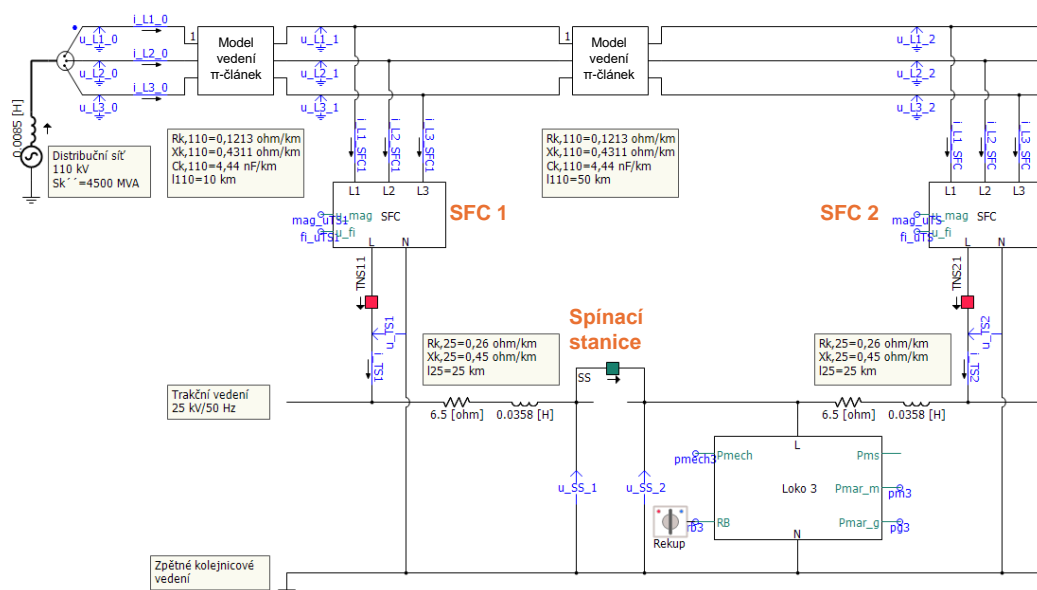 i_L1_0
i_L2_0
i_L3_0
u_L1_0
u_L2_0
u_L3_0
1
Model
vedení
π-článek
u_L1_1
u_L2_1
u_L3_1
1
Model
vedení
π-článek
u_L1_2
u_L2_2
u_L3_2
0.0085 [H]
Distribuční síť
110 kV
Sk´´=4500 MVA
Rk,110=0,1213 ohm/km
Xk,110=0,4311 ohm/km
Ck,110=4,44 nF/km
l110=10 km
i_L1_SFC1
i_L2_SFC1
i_L3_SFC1
Rk,110=0,1213 ohm/km
Xk,110=0,4311 ohm/km
Ck,110=4,44 nF/km
l110=50 km
i_L1_SFC
i_L2_SFC
i_L3_SFC
L1 L2 L3
u_mag
SFC
mag_uTS1
u_fi
fi_uTS1
L N
SFC 1
SFC 2
L1 L2 L3
u_mag
SFC
mag_uTS
u_fi
fi_uTS
L N
TNS11
u_TS1
i_TS1
TNS21
u_TS2
i_TS2
Rk,25=0,26 ohm/km
Xk,25=0,45 ohm/km
l25=25 km
Spínací
stanice
SS
Rk,25=0,26 ohm/km
Xk,25=0,45 ohm/km
l25=25 km
Trakční vedení
25 kV/50 Hz
6.5 [ohm]
0.0358 [H]
6.5 [ohm]
0.0358 [H]
u_SS_1
u_SS_2
L
Pmech
pmech3
Pms
Loko 3
Pmar_m
pm3
RB
Pmar_g
pg3
N
Rekup
Zpětné kolejnicové
vedení